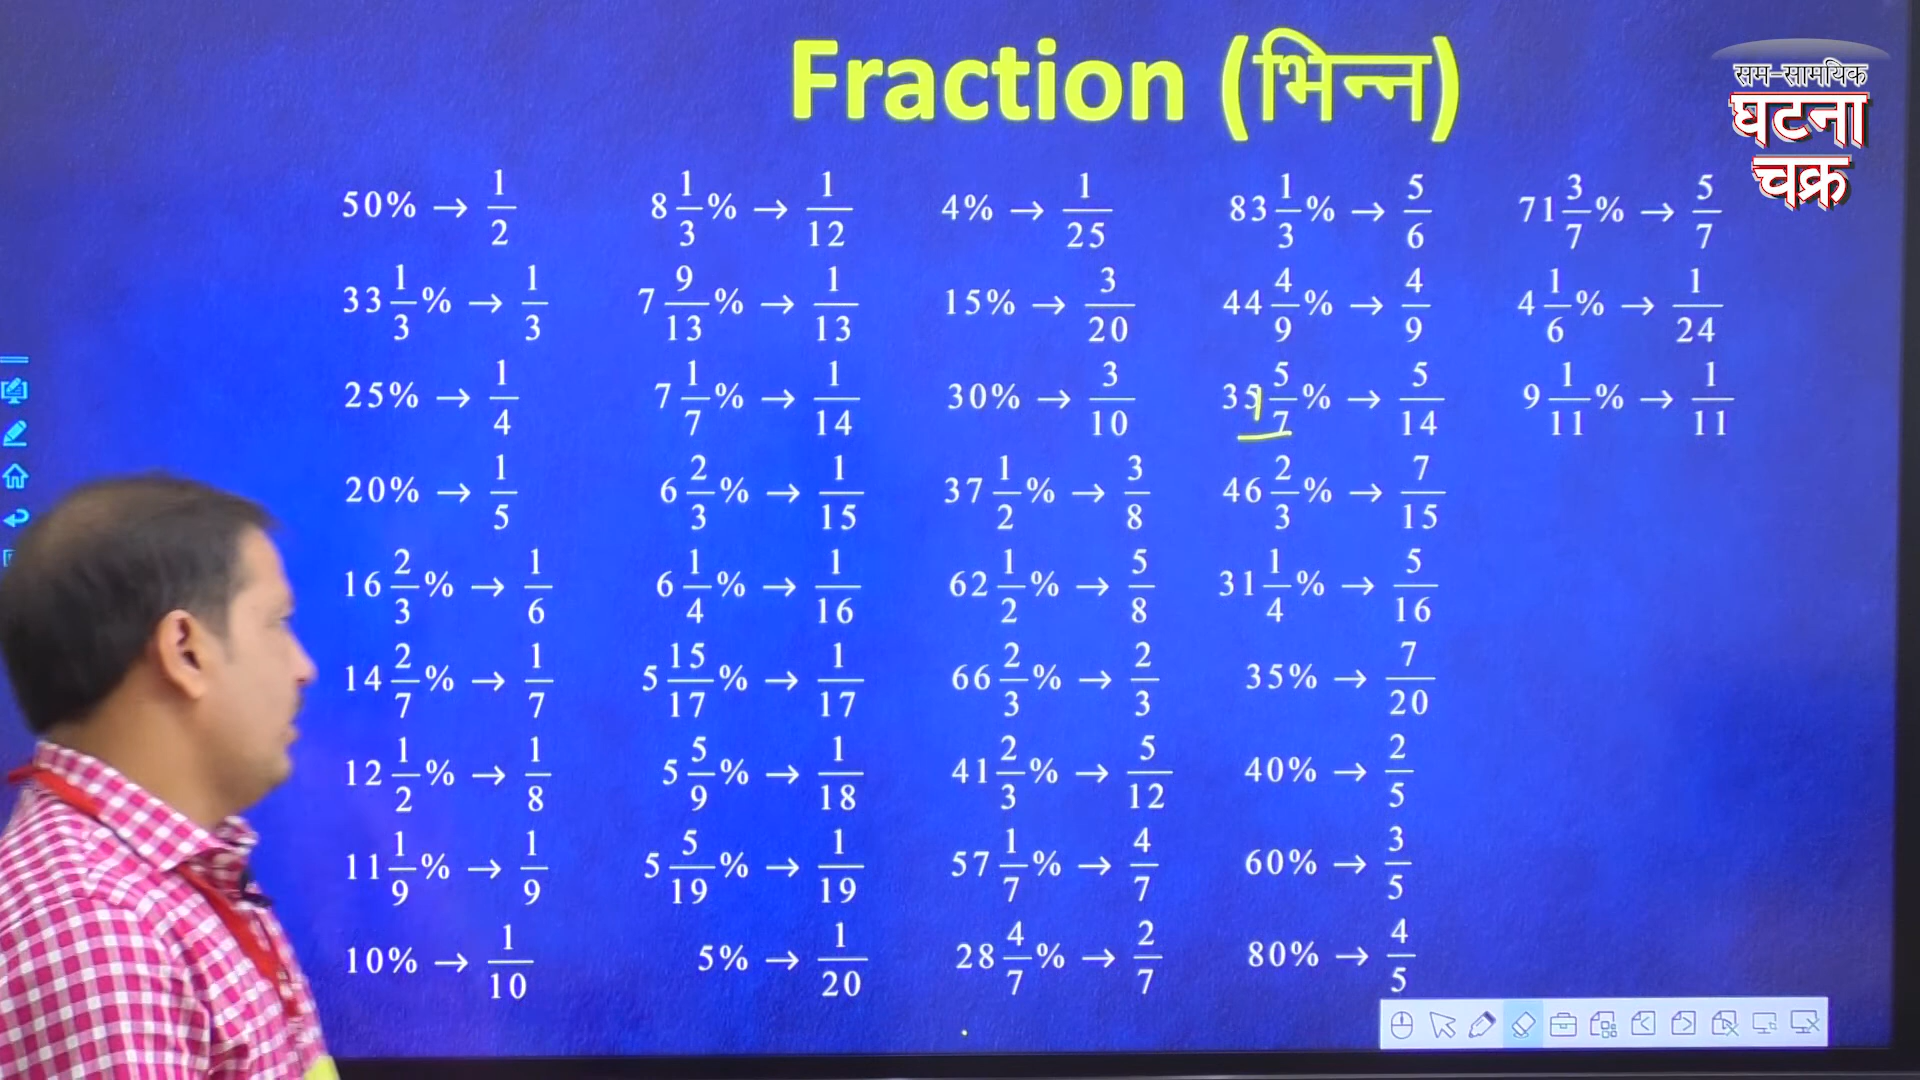 Fraction (भिन्न)
सम-सामयिक
घटना
चक्र
50% → 1/2 8 1/3% → 1/12 4% → 1/25 83 1/3% → 5/6 71 3/7% → 5/7
33 1/3% → 1/3 7 9/13% → 1/13 15% → 3/20 44 4/9% → 4/9 4 1/6% → 1/24
25% → 1/4 7 1/7% → 1/14 30% → 3/10 35 5/7% → 5/14 9 1/11% → 1/11
20% → 1/5 6 2/3% → 1/15 37 1/2% → 3/8 46 2/3% → 7/15
16 2/3% → 1/6 6 1/4% → 1/16 62 1/2% → 5/8 31 1/4% → 5/16
14 2/7% → 1/7 5 15/17% → 1/17 66 2/3% → 2/3 35% → 7/20
12 1/2% → 1/8 5 5/9% → 1/18 41 2/3% → 5/12 40% → 2/5
11 1/9% → 1/9 5 5/19% → 1/19 57 1/7% → 4/7 60% → 3/5
10% → 1/10 5% → 1/20 28 4/7% → 2/7 80% → 4/5